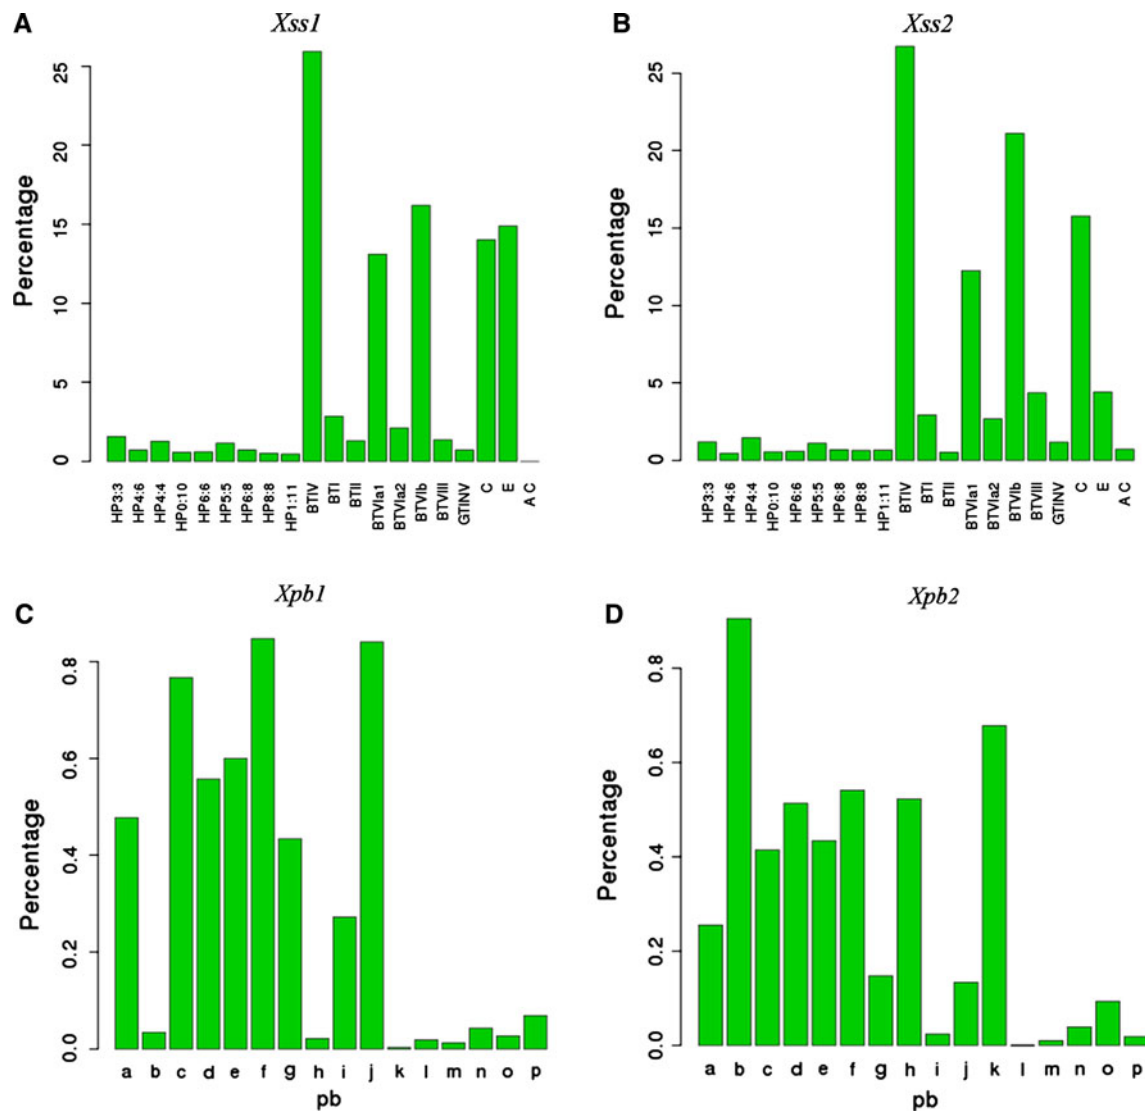 A
Xss1
Percentage
25
20
15
10
5
0
HP3:3
HP4:6
HP4:4
HP0:10
HP6:6
HP5:5
HP6:8
HP8:8
HP1:11
BTIV
BTI
BTII
BTVIa1
BTVIa2
BTVIb
BTVIII
GTINV
C
E
A C
B
Xss2
Percentage
25
20
15
10
5
0
HP3:3
HP4:6
HP4:4
HP0:10
HP6:6
HP5:5
HP6:8
HP8:8
HP1:11
BTIV
BTI
BTII
BTVIa1
BTVIa2
BTVIb
BTVIII
GTINV
C
E
A C
C
Xpb1
Percentage
0.8
0.6
0.4
0.2
0.0
a b c d e f g h i j k l m n o p
pb
D
Xpb2
Percentage
0.8
0.6
0.4
0.2
0.0
a b c d e f g h i j k l m n o p
pb